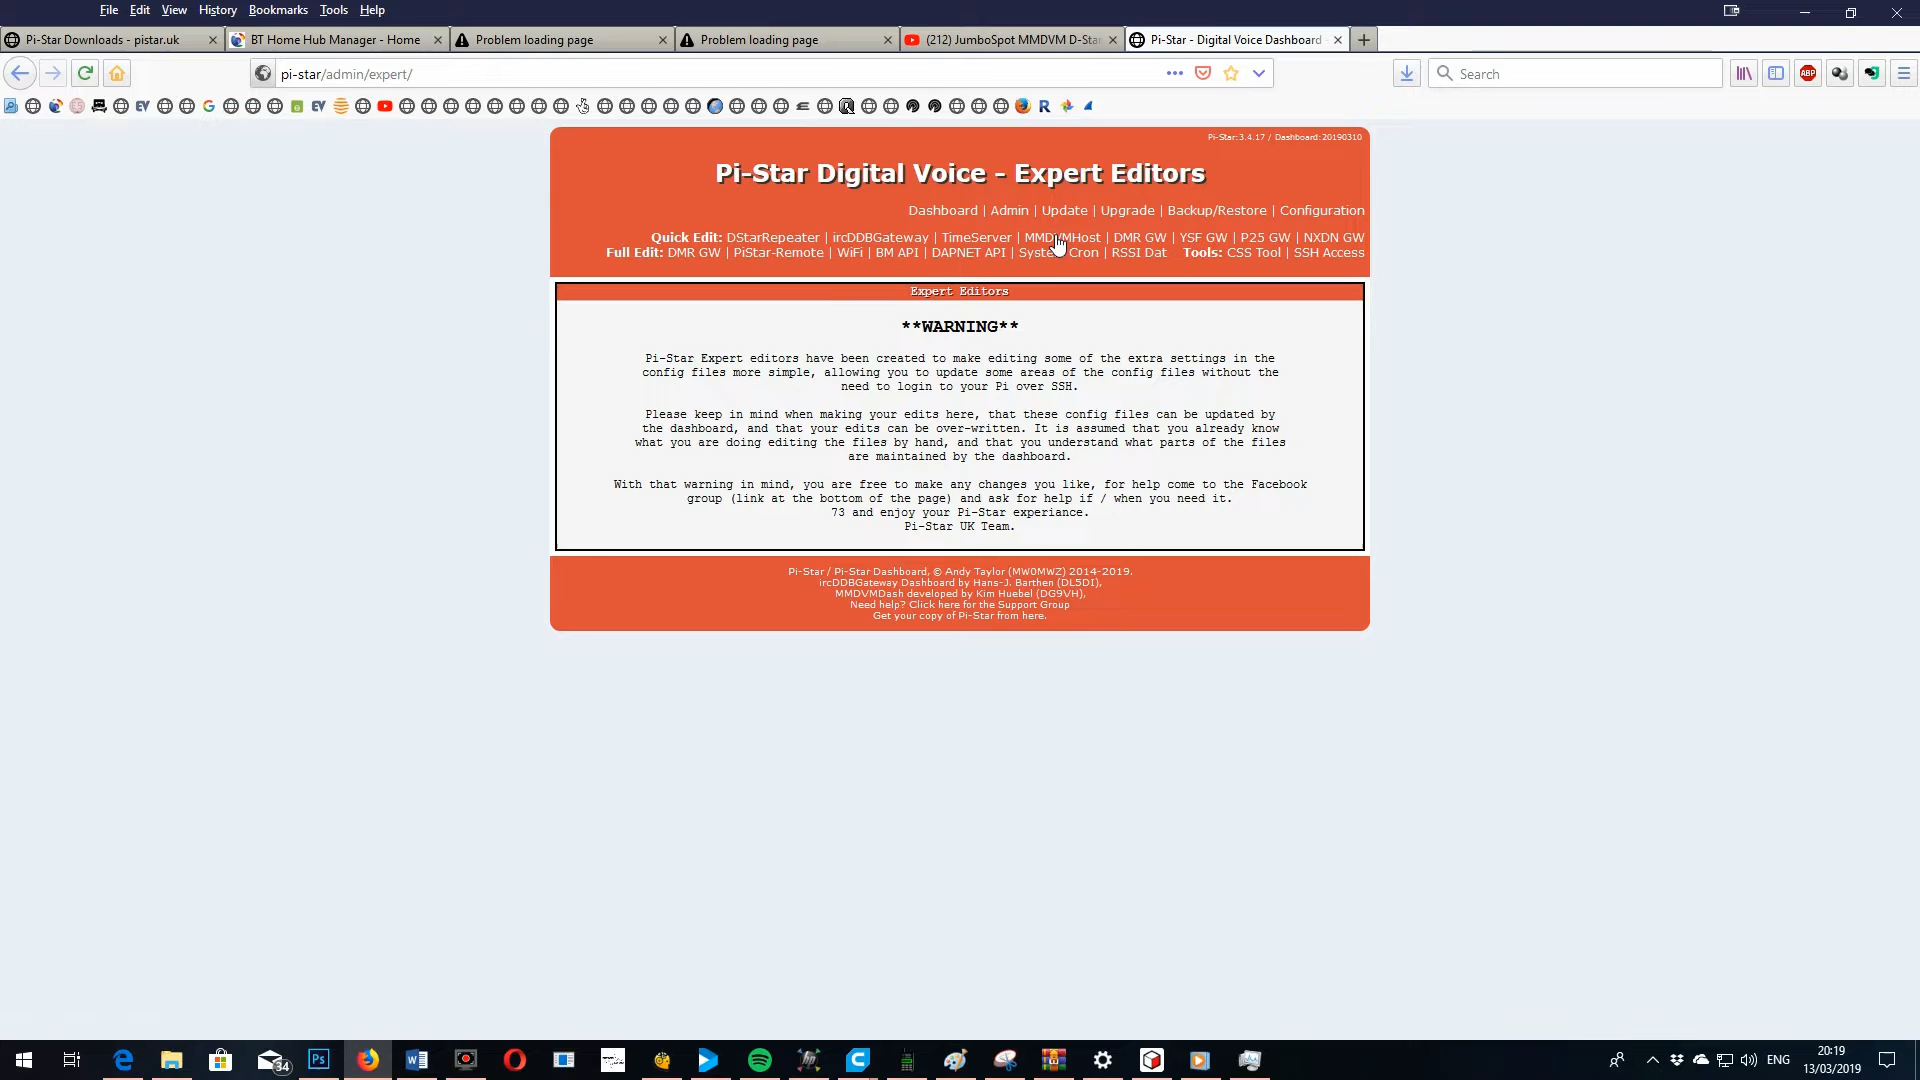 File Edit View History Bookmarks Tools Help
Pi-Star Downloads - pistar.uk
BT Home Hub Manager - Home
Problem loading page
Problem loading page
(212) JumboSpot MMDVM D-Sta
Pi-Star - Digital Voice Dashboard
pi-star/admin/expert/
Search
Pi-Star:3.4.17 / Dashboard:20190310
Pi-Star Digital Voice - Expert Editors
Dashboard | Admin | Update | Upgrade | Backup/Restore | Configuration
Quick Edit: DStarRepeater | ircDDBGateway | TimeServer | MMDVMHost | DMR GW | YSF GW | P25 GW | NXDN GW
Full Edit: DMR GW | PiStar-Remote | WiFi | BM API | DAPNET API | System Cron | RSSI Dat Tools: CSS Tool | SSH Access
Expert Editors
**WARNING**
Pi-Star Expert editors have been created to make editing some of the extra settings in the
config files more simple, allowing you to update some areas of the config files without the
need to login to your Pi over SSH.
Please keep in mind when making your edits here, that these config files can be updated by
the dashboard, and that your edits can be over-written. It is assumed that you already know
what you are doing editing the files by hand, and that you understand what parts of the files
are maintained by the dashboard.
With that warning in mind, you are free to make any changes you like, for help come to the Facebook
group (link at the bottom of the page) and ask for help if / when you need it.
73 and enjoy your Pi-Star experiance.
Pi-Star UK Team.
Pi-Star / Pi-Star Dashboard, © Andy Taylor (MW0MWZ) 2014-2019.
ircDDBGateway Dashboard by Hans-J. Barthen (DL5DI),
MMDVMDash developed by Kim Huebel (DG9VH),
Need help? Click here for the Support Group
Get your copy of Pi-Star from here.
34
ENG
20:19
13/03/2019